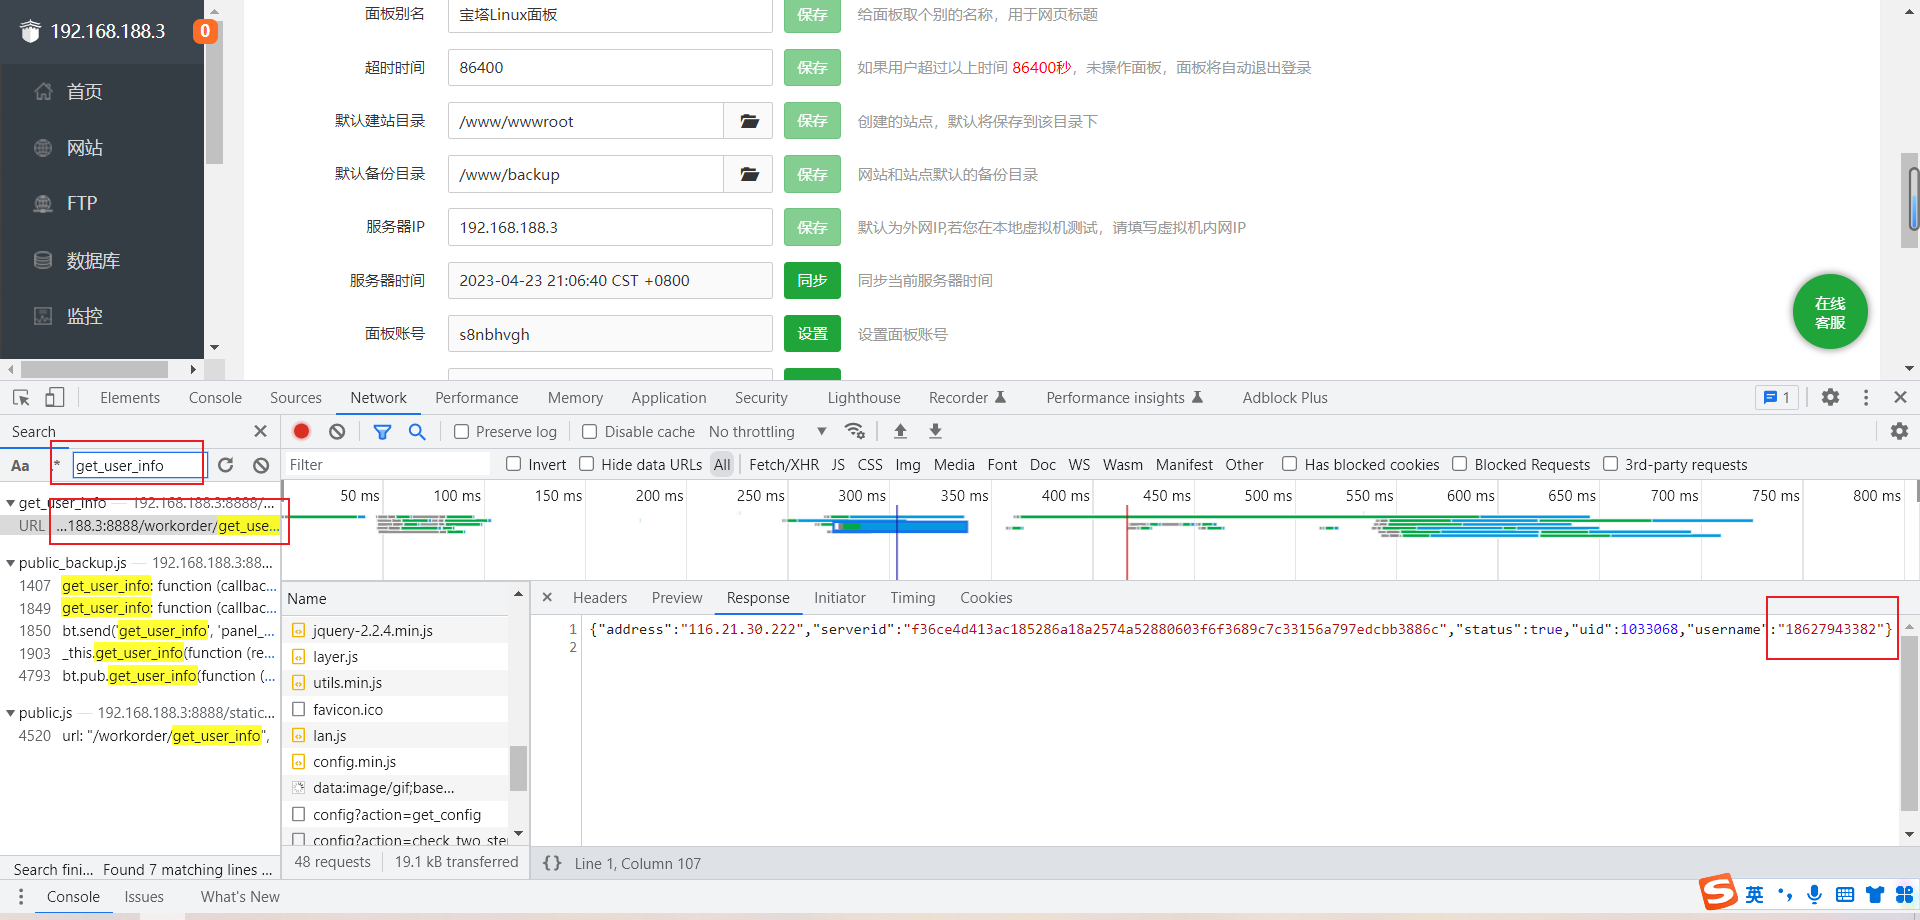 192.168.188.3
0
首页
网站
FTP
数据库
监控
面板别名 宝塔Linux面板 保存 给面板取个别的名称，用于网页标题
超时时间 86400 保存 如果用户超过以上时间 86400秒，未操作面板，面板将自动退出登录
默认建站目录 /www/wwwroot 保存 创建的站点，默认将保存到该目录下
默认备份目录 /www/backup 保存 网站和站点默认的备份目录
服务器IP 192.168.188.3 保存 默认为外网IP,若您在本地虚拟机测试，请填写虚拟机内网IP
服务器时间 2023-04-23 21:06:40 CST +0800 同步 同步当前服务器时间
面板账号 s8nbhvgh 设置 设置面板账号
在线
客服
Elements Console Sources Network Performance Memory Application Security Lighthouse Recorder Performance insights Adblock Plus 1
Search
Preserve log Disable cache No throttling
Aa .* get_user_info
Filter Invert Hide data URLs All Fetch/XHR JS CSS Img Media Font Doc WS Wasm Manifest Other Has blocked cookies Blocked Requests 3rd-party requests
50 ms 100 ms 150 ms 200 ms 250 ms 300 ms 350 ms 400 ms 450 ms 500 ms 550 ms 600 ms 650 ms 700 ms 750 ms 800 ms
get_user_info — 192.168.188.3:8888/...
URL ...188.3:8888/workorder/get_use...
public_backup.js — 192.168.188.3:88...
1407 get_user_info: function (callbac...
1849 get_user_info: function (callbac...
1850 bt.send('get_user_info', 'panel_...
1903 _this.get_user_info(function (re...
4793 bt.pub.get_user_info(function (...
public.js — 192.168.188.3:8888/static...
4520 url: "/workorder/get_user_info",
Search fini... Found 7 matching lines ...
Name
jquery-2.2.4.min.js
layer.js
utils.min.js
favicon.ico
lan.js
config.min.js
data:image/gif;base...
config?action=get_config
config?action=check_two_ste
48 requests 19.1 kB transferred
Headers Preview Response Initiator Timing Cookies
1 {"address":"116.21.30.222","serverid":"f36ce4d413ac185286a18a2574a52880603f6f3689c7c33156a797edcbb3886c","status":true,"uid":1033068,"username":"18627943382"}
2
{} Line 1, Column 107
Console Issues What's New
英